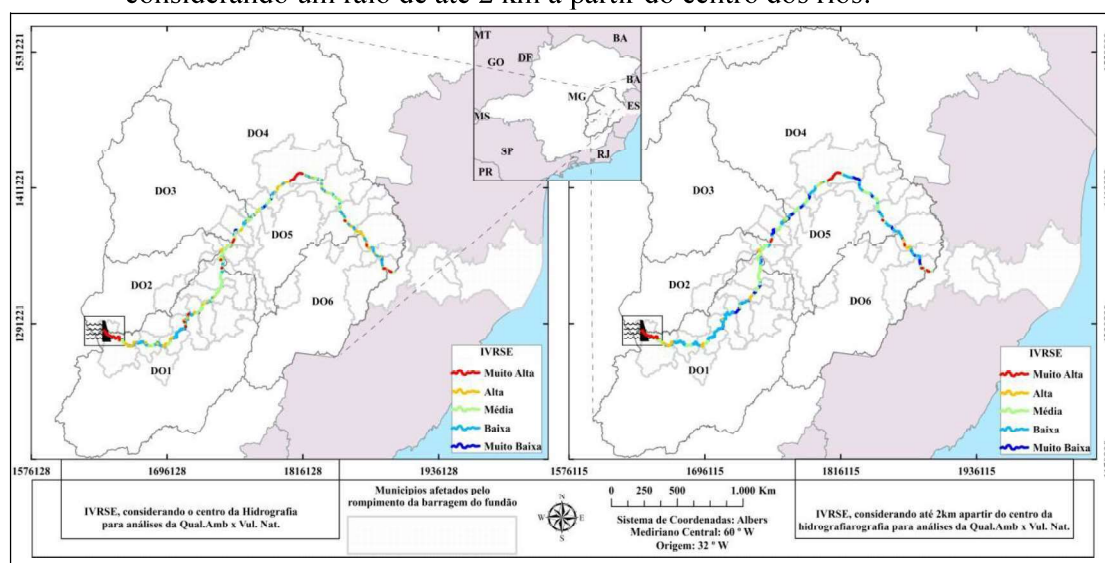 considerando um raio de até 2 km a partir do centro dos rios.
1531221
1411221
1291221
MT
GO
DF
BA
BA
MG
ES
MS
SP
RJ
PR
DO4
DO3
DO5
DO2
DO6
DO1
IVRSE
Muito Alta
Alta
Média
Baixa
Muito Baixa
1576128
1696128
1816128
1936128
DO4
DO3
DO5
DO2
DO6
DO1
IVRSE
Muito Alta
Alta
Média
Baixa
Muito Baixa
1576115
1696115
1816115
1936115
IVRSE, considerando o centro da Hidrografia
para análises da Qual.Amb x Vul. Nat.
Municipios afetados pelo
rompimento da barragem do fundão
N
W
E
S
0 250 500 1.000 Km
Sistema de Coordenadas: Albers
Mediriano Central: 60 º W
Origem: 32 º W
IVRSE, considerando até 2km apartir do centro da
hidrografiarografia para análises da Qual.Amb x Vul. Nat.